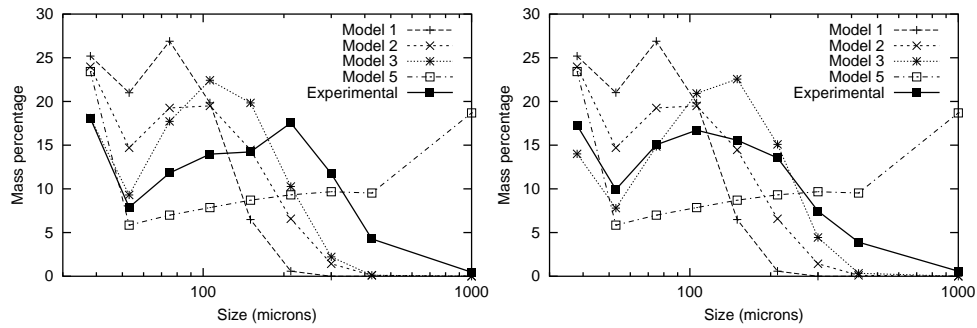 30
25
20
15
10
5
0
Mass percentage
100
1000
Size (microns)
Model 1
Model 2
Model 3
Model 5
Experimental
30
25
20
15
10
5
0
Mass percentage
100
1000
Size (microns)
Model 1
Model 2
Model 3
Model 5
Experimental